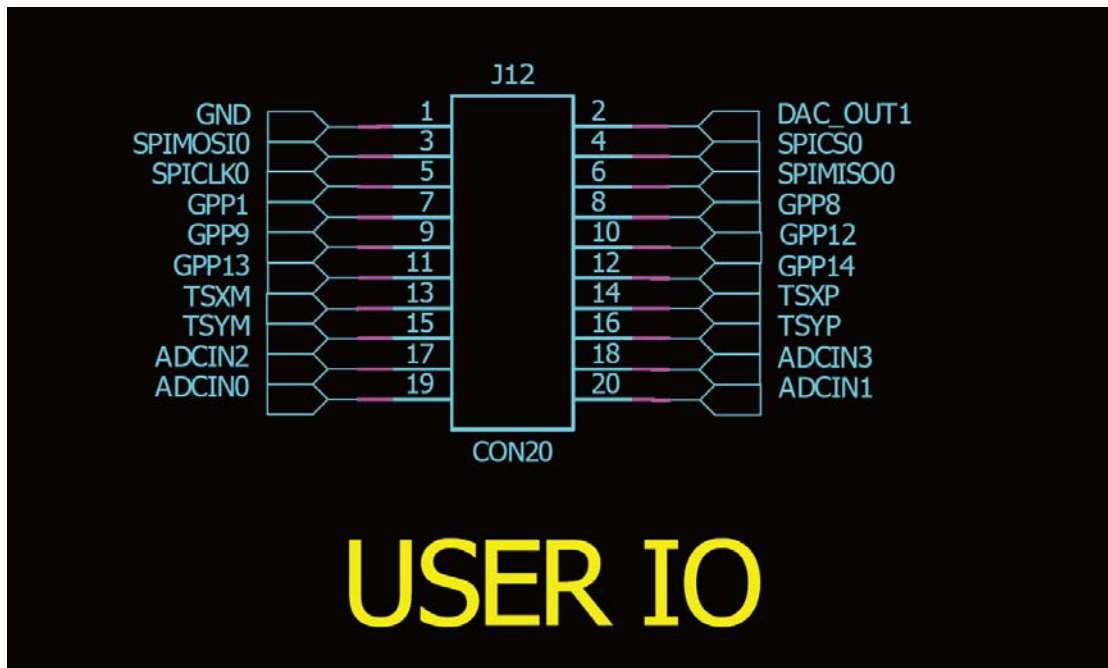 J12
GND 1 2 DAC_OUT1
SPIMOSI0 3 4 SPICS0
SPICLK0 5 6 SPIMISO0
GPP1 7 8 GPP8
GPP9 9 10 GPP12
GPP13 11 12 GPP14
TSXM 13 14 TSXP
TSYM 15 16 TSYP
ADCIN2 17 18 ADCIN3
ADCIN0 19 20 ADCIN1
CON20
USER IO